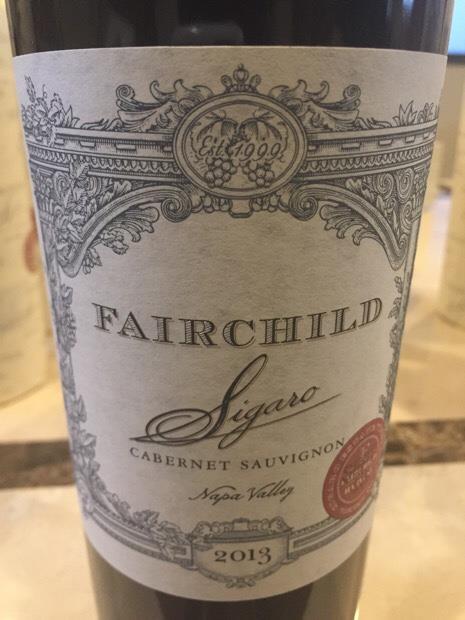 Est. 1999
FAIRCHILD
Sigaro
CABERNET SAUVIGNON
Napa Valley
2013